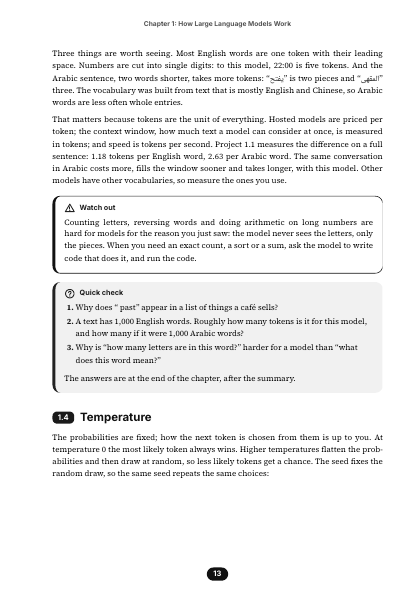 Chapter 1: How Large Language Models Work
Three things are worth seeing. Most English words are one token with their leading
space. Numbers are cut into single digits: to this model, 22:00 is five tokens. And the
Arabic sentence, two words shorter, takes more tokens: “يفتح” is two pieces and “المقهى”
three. The vocabulary was built from text that is mostly English and Chinese, so Arabic
words are less often whole entries.
That matters because tokens are the unit of everything. Hosted models are priced per
token; the context window, how much text a model can consider at once, is measured
in tokens; and speed is tokens per second. Project 1.1 measures the difference on a full
sentence: 1.18 tokens per English word, 2.63 per Arabic word. The same conversation
in Arabic costs more, fills the window sooner and takes longer, with this model. Other
models have other vocabularies, so measure the ones you use.
Watch out
Counting letters, reversing words and doing arithmetic on long numbers are
hard for models for the reason you just saw: the model never sees the letters, only
the pieces. When you need an exact count, a sort or a sum, ask the model to write
code that does it, and run the code.
Quick check
1. Why does “ past” appear in a list of things a café sells?
2. A text has 1,000 English words. Roughly how many tokens is it for this model,
and how many if it were 1,000 Arabic words?
3. Why is “how many letters are in this word?” harder for a model than “what
does this word mean?”
The answers are at the end of the chapter, after the summary.
1.4 Temperature
The probabilities are fixed; how the next token is chosen from them is up to you. At
temperature 0 the most likely token always wins. Higher temperatures flatten the prob-
abilities and then draw at random, so less likely tokens get a chance. The seed fixes the
random draw, so the same seed repeats the same choices:
13